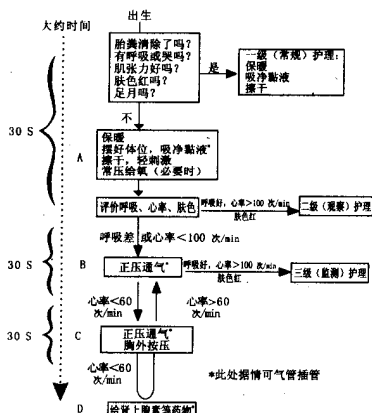 出生
大约时间
胎粪清除了吗?
有呼吸或哭吗?
肌张力好吗?
肤色红吗?
足月吗?
是
一级(常规)护理:
保暖
吸净黏液
擦干
不
30 S
A
保暖
摆好体位,吸净黏液*
擦干,轻刺激
常压给氧(必要时)
评价呼吸、心率、肤色
呼吸好,心率>100 次/min
肤色红
二级(观察)护理
呼吸差 或心率<100 次/min
30 S
B
正压通气*
呼吸好,心率>100 次/min
肤色红
三级(监测)护理
心率<60
次/min
心率>60
次/min
30 S
C
正压通气*
胸外按压
心率<60
次/min
*此处据情可气管插管
D
给肾上腺素等药物*